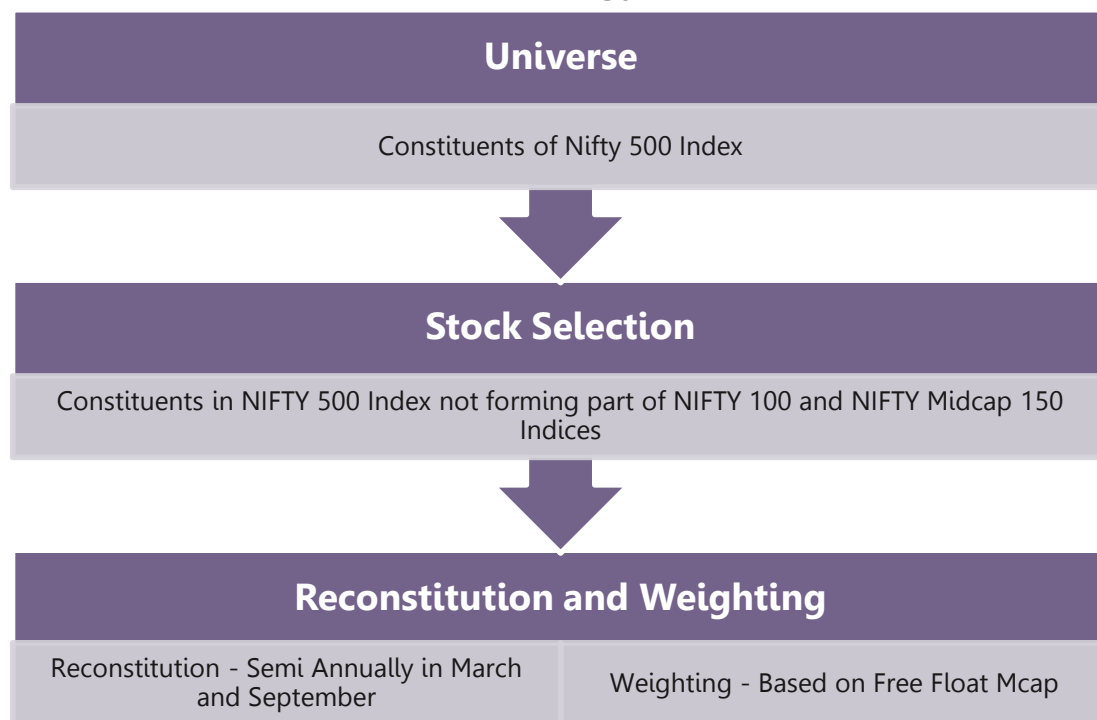 Universe
Constituents of Nifty 500 Index
Stock Selection
Constituents in NIFTY 500 Index not forming part of NIFTY 100 and NIFTY Midcap 150
Indices
Reconstitution and Weighting
Reconstitution - Semi Annually in March
and September
Weighting - Based on Free Float Mcap